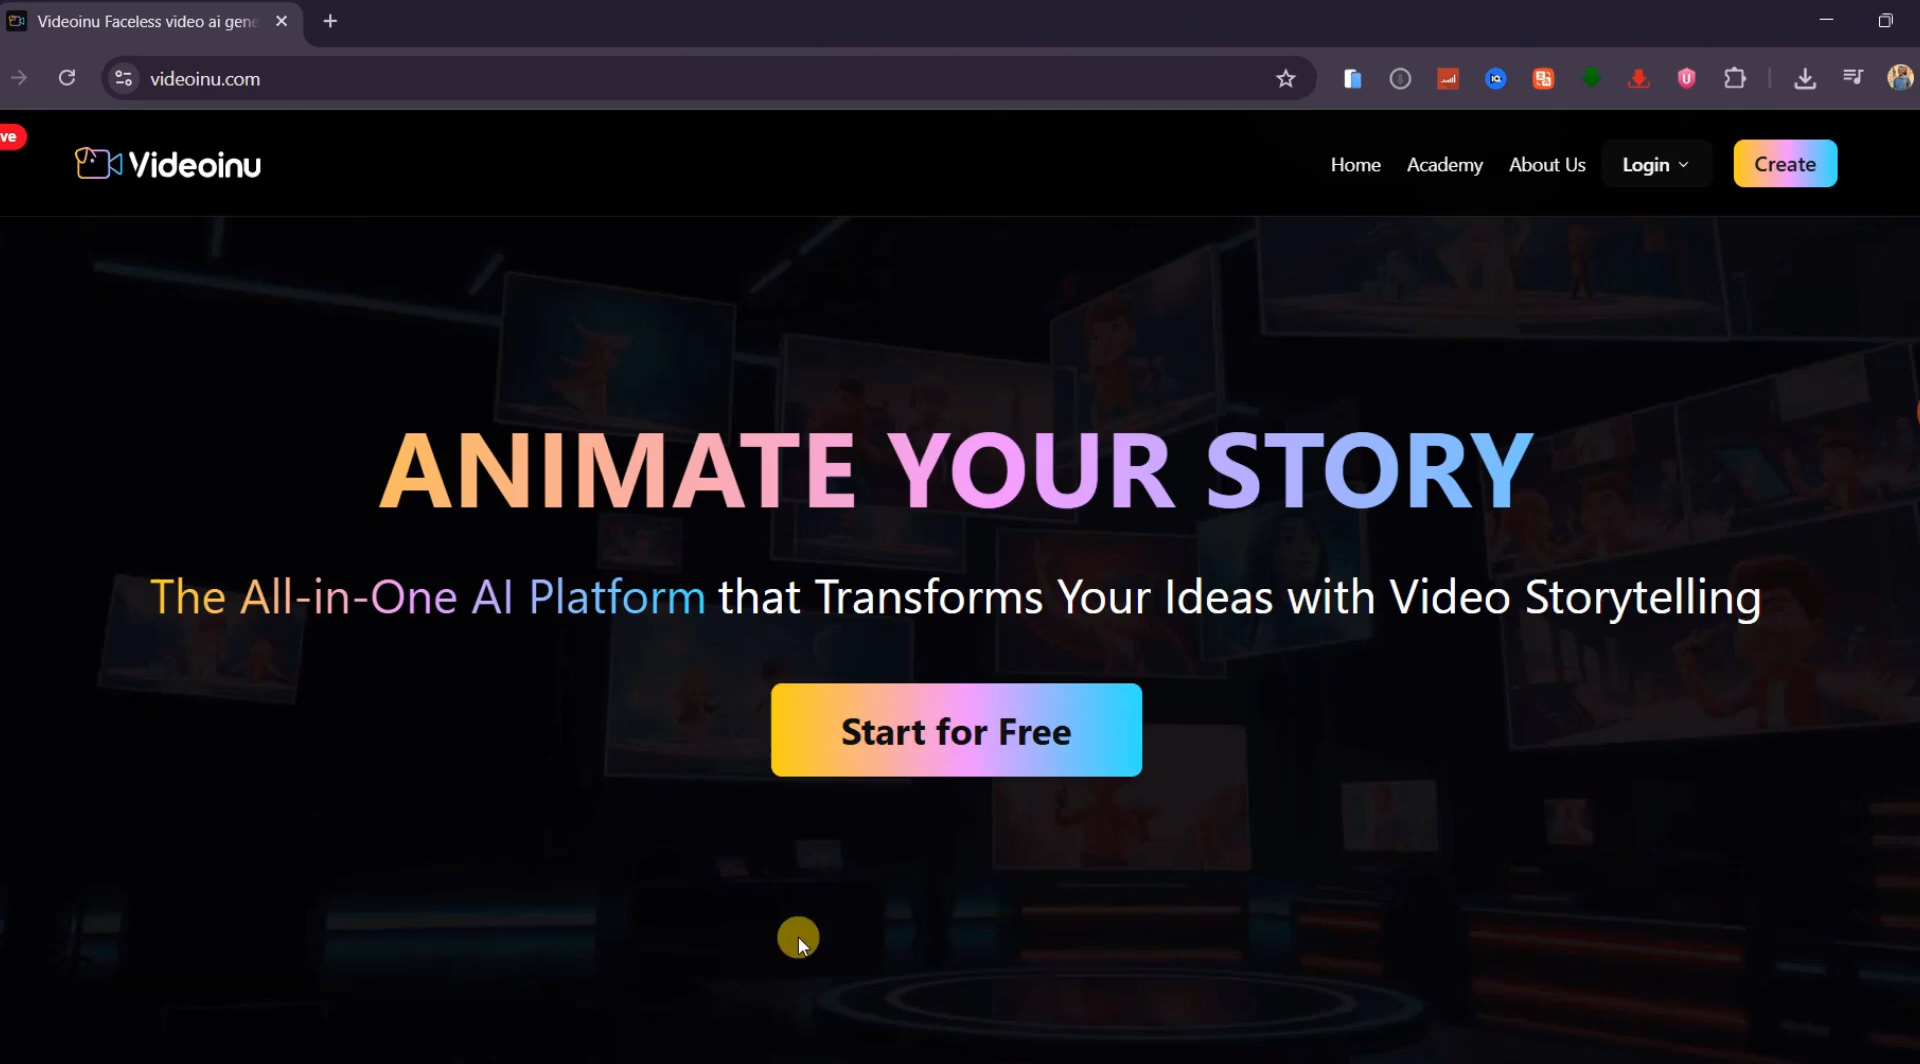 Videoinu Faceless video ai gene
videoinu.com
ve
Videoinu
Home
Academy
About Us
Login
Create
ANIMATE YOUR STORY
The All-in-One AI Platform that Transforms Your Ideas with Video Storytelling
Start for Free